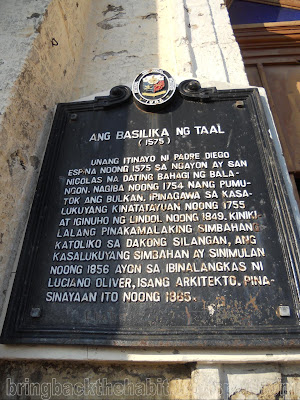 ANG BASILIKA NG TAAL
(1575)
UNANG ITINAYO NI PADRE DIEGO
ESPINA NOONG 1575 SA NGAYON AY SAN
NICOLAS NA DATING BAHAGI NG BALA-
NGON. NAGIBA NOONG 1754 NANG PUMU-
TOK ANG BULKAN. IPINAGAWA SA KASA-
LUKUYANG KINATATAYUAN NOONG 1755
AT IGINUHO NG LINDOL NOONG 1849. KINIKI-
LALANG PINAKAMALAKING SIMBAHANG
KATOLIKO SA DAKONG SILANGAN, ANG
KASALUKUYANG SIMBAHAN AY SINIMULAN
NOONG 1856 AYON SA IBINALANGKAS NI
LUCIANO OLIVER, ISANG ARKITEKTO. PINA-
SINAYAAN ITO NOONG 1865.